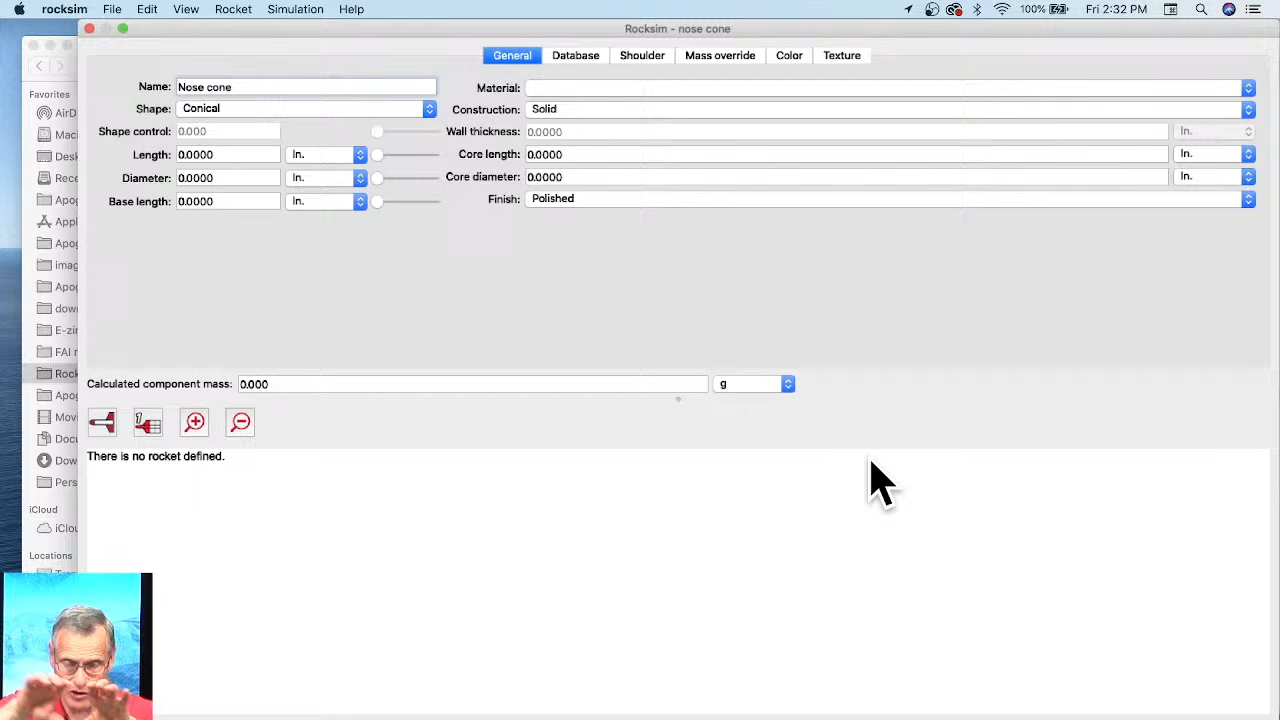 rocksim File Edit View Rocket Simulation Help 100% Fri 2:32 PM
Rocksim - nose cone
General Database Shoulder Mass override Color Texture
Name: Nose cone
Material:
Shape: Conical
Construction: Solid
Shape control: 0.000
Wall thickness: 0.0000 In.
Length: 0.0000 In.
Core length: 0.0000 In.
Diameter: 0.0000 In.
Core diameter: 0.0000 In.
Base length: 0.0000 In.
Finish: Polished
Calculated component mass: 0.000 g
1
There is no rocket defined.
Favorites
AirD
Maci
Desk
Rece
Apog
Appl
Apog
imag
Apog
dow
E-zin
FAI r
Rock
Apog
Movi
Docu
Dow
Pers
iCloud
iClou
Locations